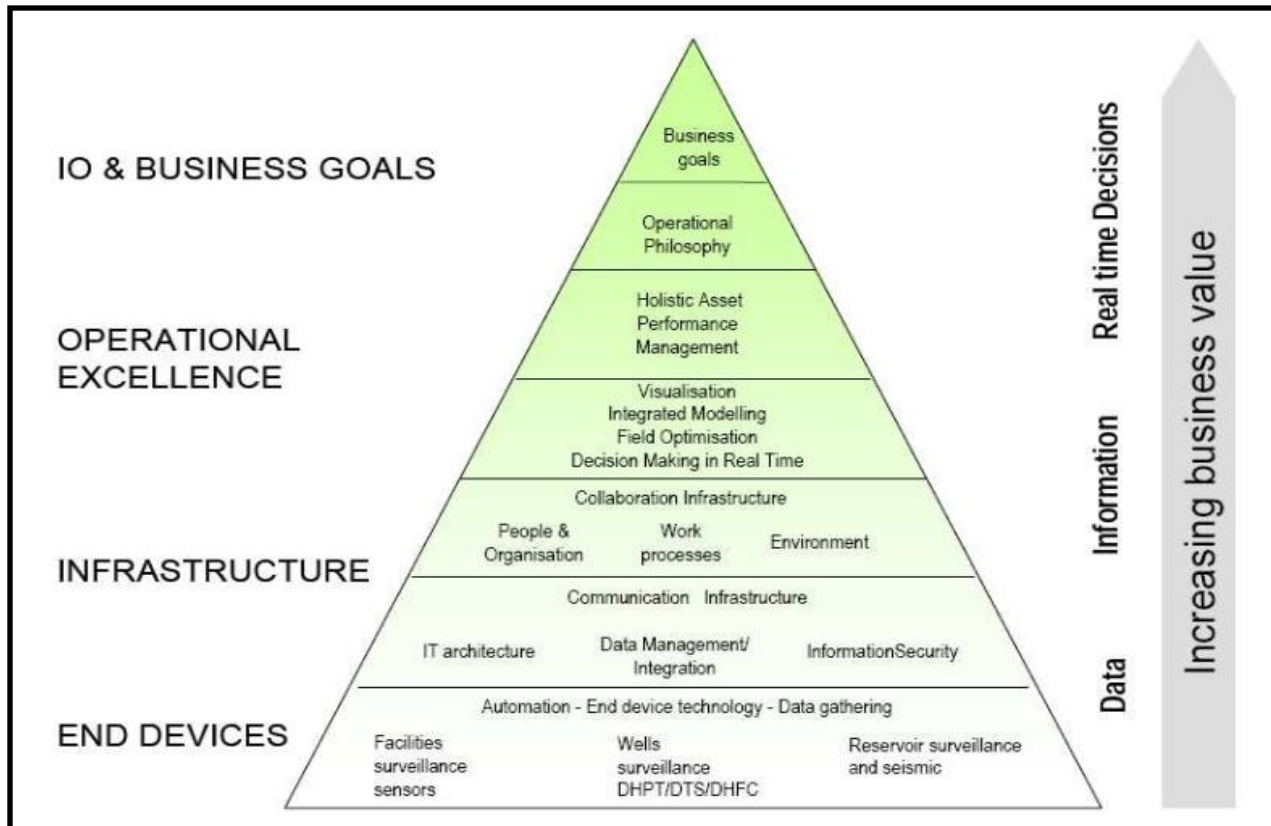 IO & BUSINESS GOALS
OPERATIONAL
EXCELLENCE
INFRASTRUCTURE
END DEVICES
Business
goals
Operational
Philosophy
Holistic Asset
Performance
Management
Visualisation
Integrated Modelling
Field Optimisation
Decision Making in Real Time
Collaboration Infrastructure
People &
Organisation
Work
processes
Environment
Communication Infrastructure
IT architecture
Data Management/
Integration
InformationSecurity
Automation - End device technology - Data gathering
Facilities
surveillance
sensors
Wells
surveillance
DHPT/DTS/DHFC
Reservoir surveillance
and seismic
Real time Decisions
Information
Data
Increasing business value